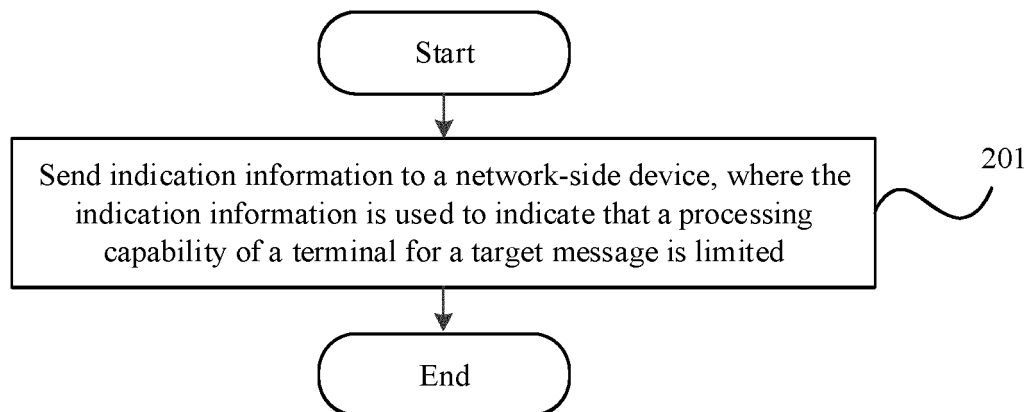 Start
Send indication information to a network-side device, where the
indication information is used to indicate that a processing
capability of a terminal for a target message is limited
201
End